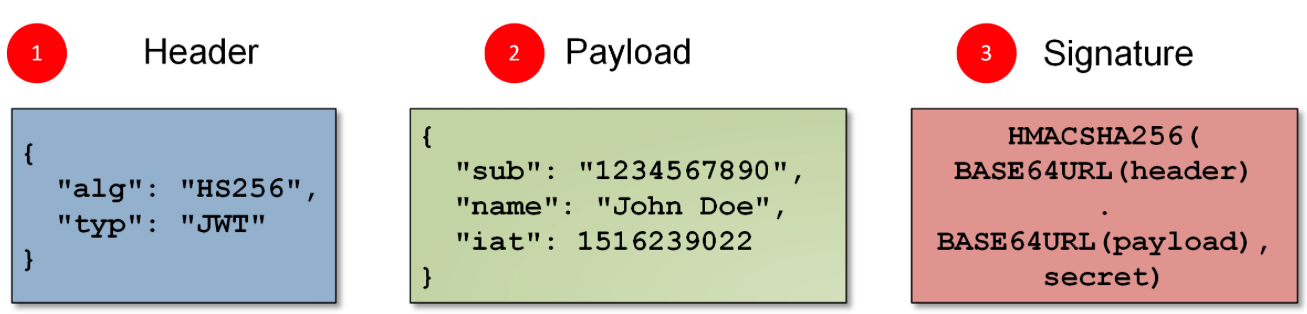 1 Header
{
"alg": "HS256",
"typ": "JWT"
}
2 Payload
{
"sub": "1234567890",
"name": "John Doe",
"iat": 1516239022
}
3 Signature
HMACSHA256(
BASE64URL(header)
.
BASE64URL(payload),
secret)